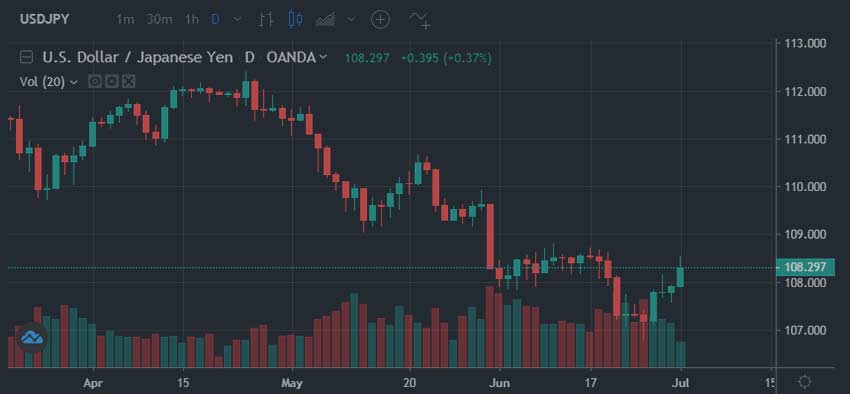 USDJPY 1m 30m 1h D
U.S. Dollar / Japanese Yen D OANDA 108.297 +0.395 (+0.37%)
Vol (20)
113.000
112.000
111.000
110.000
109.000
108.297
108.000
107.000
Apr 15 May 20 Jun 17 Jul 15